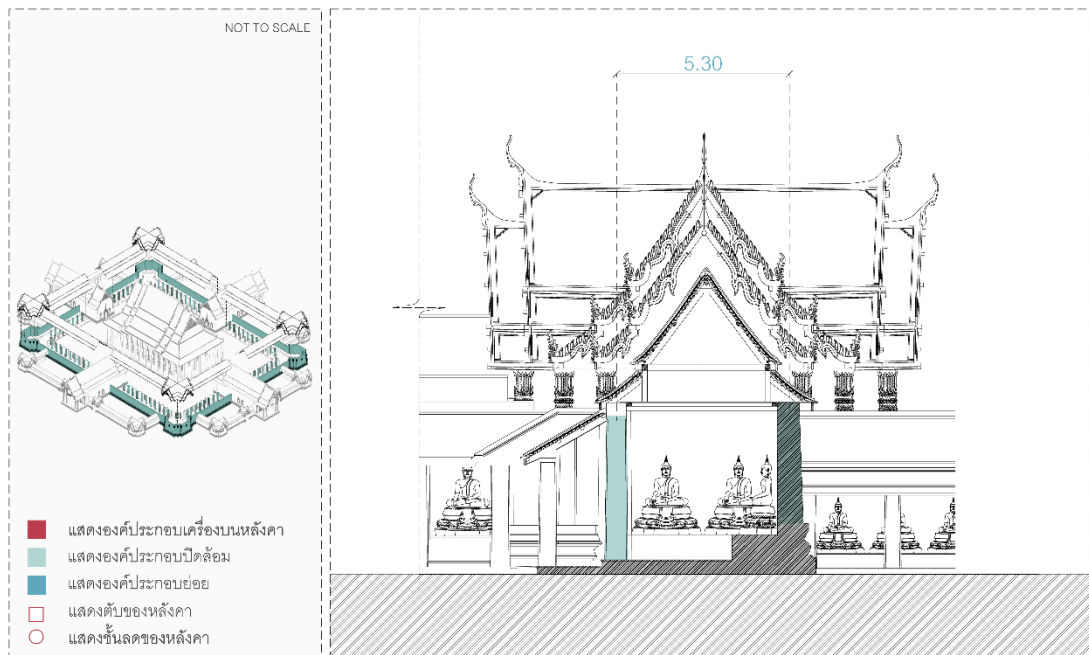 NOT TO SCALE
5.30
แสดงองค์ประกอบเครื่องบนหลังคา
แสดงองค์ประกอบปิดล้อม
แสดงองค์ประกอบย่อย
แสดงตับของหลังคา
แสดงชั้นลดของหลังคา